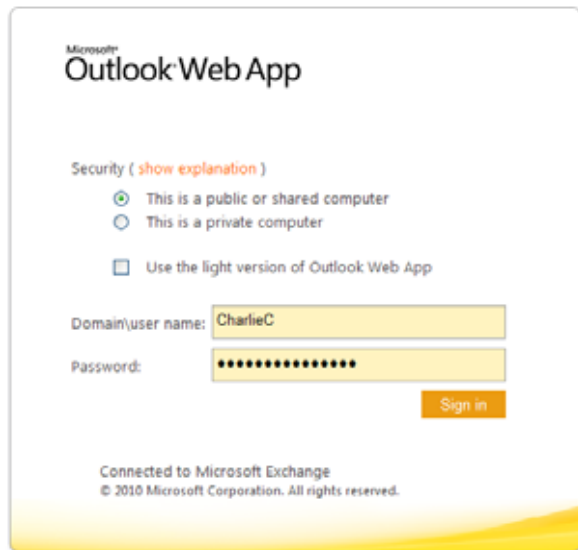 Microsoft®
Outlook Web App
Security ( show explanation )
This is a public or shared computer
This is a private computer
Use the light version of Outlook Web App
Domain\user name: CharlieC
Password: •••••••••••••••
Sign in
Connected to Microsoft Exchange
© 2010 Microsoft Corporation. All rights reserved.